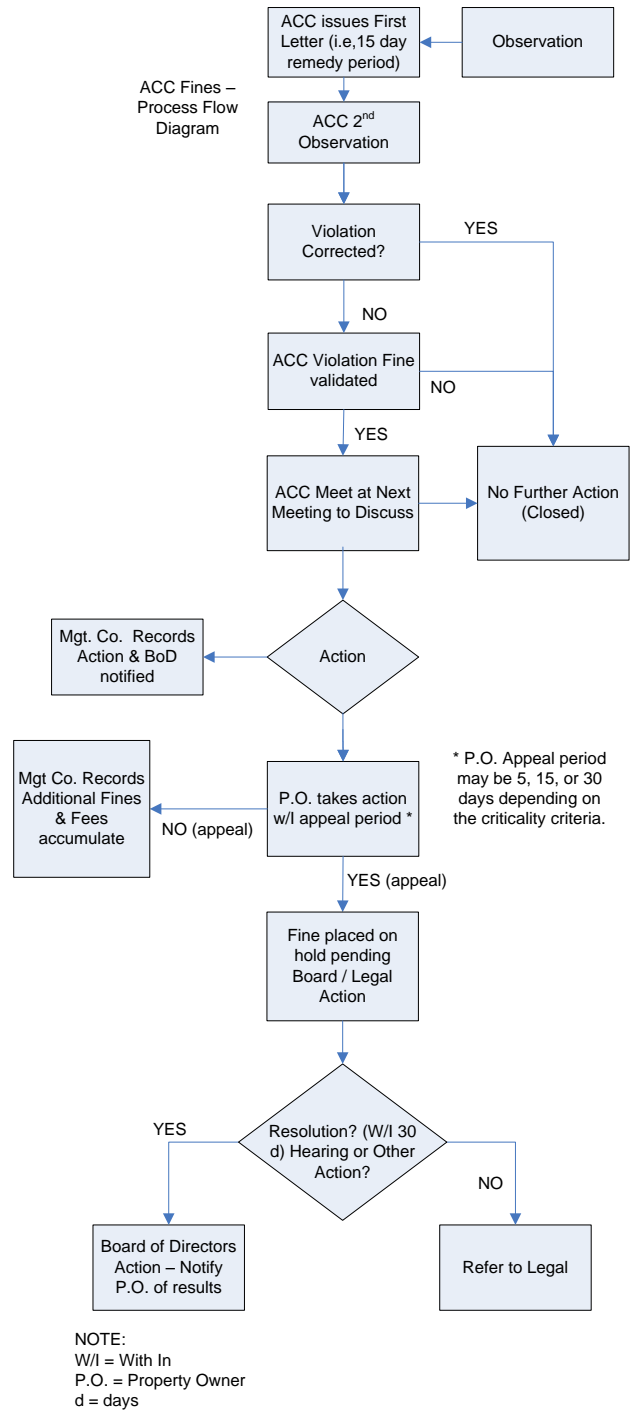 ACC issues First
Letter (i.e,15 day
remedy period)
Observation
ACC Fines –
Process Flow
Diagram
ACC 2nd
Observation
Violation
Corrected?
YES
NO
ACC Violation Fine
validated
NO
YES
ACC Meet at Next
Meeting to Discuss
No Further Action
(Closed)
Action
Mgt. Co. Records
Action & BoD
notified
P.O. takes action
w/I appeal period *
* P.O. Appeal period
may be 5, 15, or 30
days depending on
the criticality criteria.
Mgt Co. Records
Additional Fines
& Fees
accumulate
NO (appeal)
YES (appeal)
Fine placed on
hold pending
Board / Legal
Action
Resolution? (W/I 30
d) Hearing or Other
Action?
YES
NO
Board of Directors
Action – Notify
P.O. of results
Refer to Legal
NOTE:
W/I = With In
P.O. = Property Owner
d = days